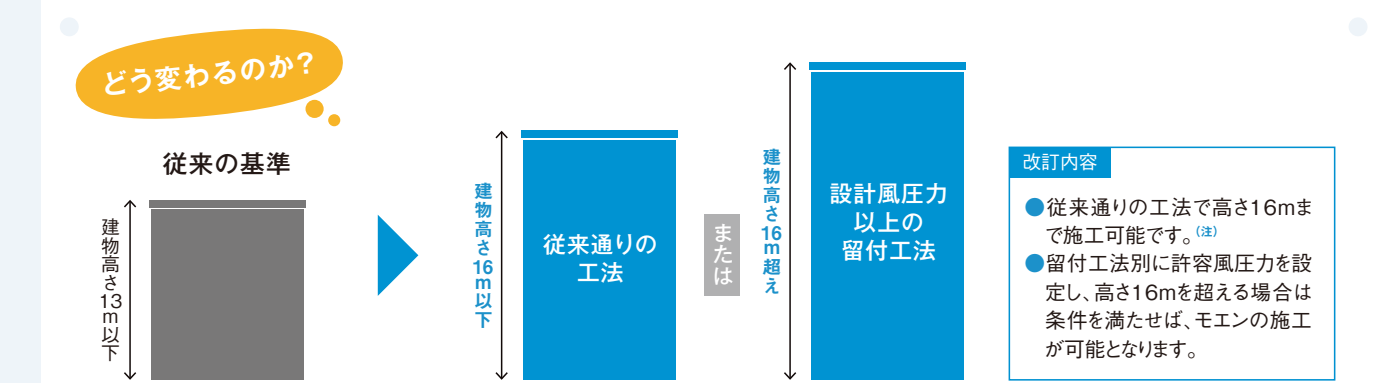 どう変わるのか?
従来の基準
建物高さ13m以下
建物高さ16m以下
従来通りの
工法
または
建物高さ16m超え
設計風圧力
以上の
留付工法
改訂内容
●従来通りの工法で高さ16mま
で施工可能です。(注)
●留付工法別に許容風圧力を設
定し、高さ16mを超える場合は
条件を満たせば、モエンの施工
が可能となります。